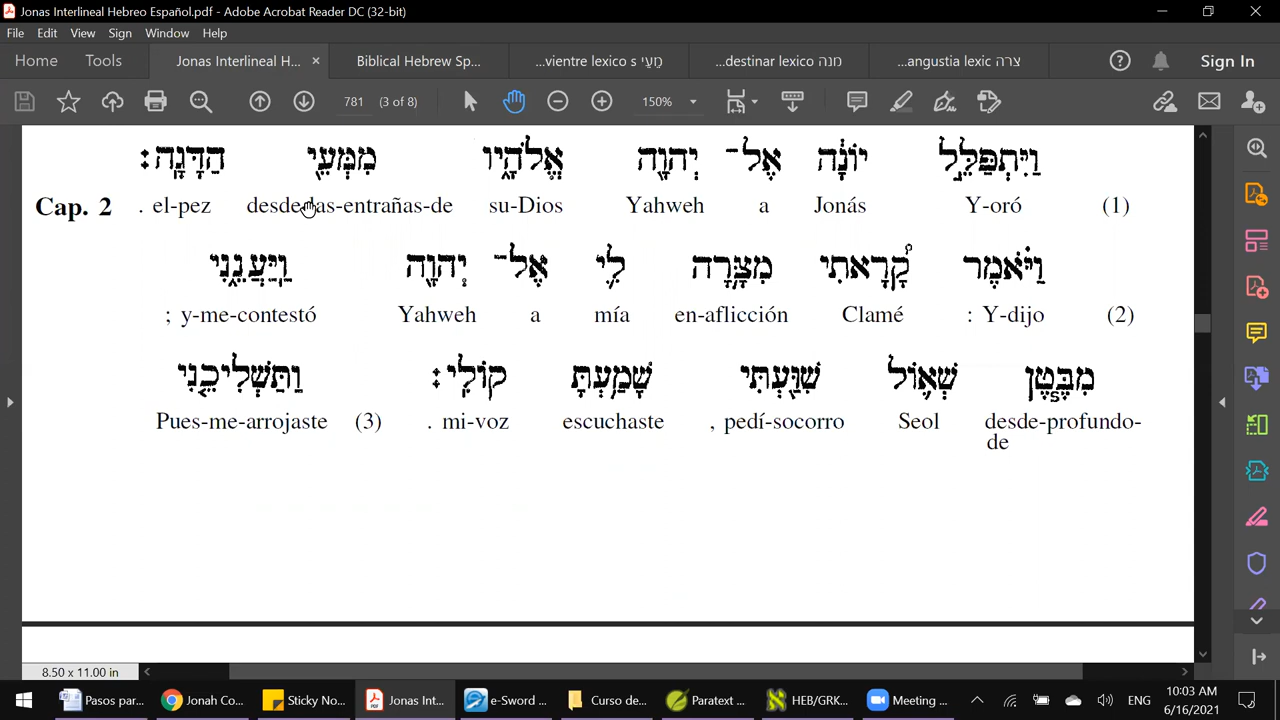 Jonas Interlineal Hebreo Español.pdf - Adobe Acrobat Reader DC (32-bit)
File Edit View Sign Window Help
Home Tools Jonas Interlineal H... × Biblical Hebrew Sp... ...vientre lexico s מְעַי ...destinar lexico מנה ...angustia lexic צרה Sign In
781 (3 of 8) 150%
וַיִּתְפַּלֵּ֣ל יוֹנָ֔ה אֶל־ יְהוָ֖ה אֱלֹהָ֑יו מִמְּעֵ֖י הַדָּגָֽה׃
(1) Y-oró Jonás a Yahweh su-Dios desde-las-entrañas-de el-pez . Cap. 2
וַיֹּ֗אמֶר קָ֠רָאתִי מִצָּ֥רָה לִ֛י אֶל־ יְהוָ֖ה וַֽיַּעֲנֵ֑נִי
(2) Y-dijo : Clamé en-aflicción mía a Yahweh y-me-contestó ;
מִבֶּ֧טֶן שְׁא֛וֹל שִׁוַּ֖עְתִּי שָׁמַ֥עְתָּ קוֹלִֽי׃ וַתַּשְׁלִיכֵ֤נִי
desde-profundo- Seol pedí-socorro , escuchaste mi-voz . (3) Pues-me-arrojaste
de
8.50 x 11.00 in
Pasos par... Jonah Co... Sticky No... Jonas Int... e-Sword ... Curso de... Paratext ... HEB/GRK... Meeting ... ENG 10:03 AM
6/16/2021